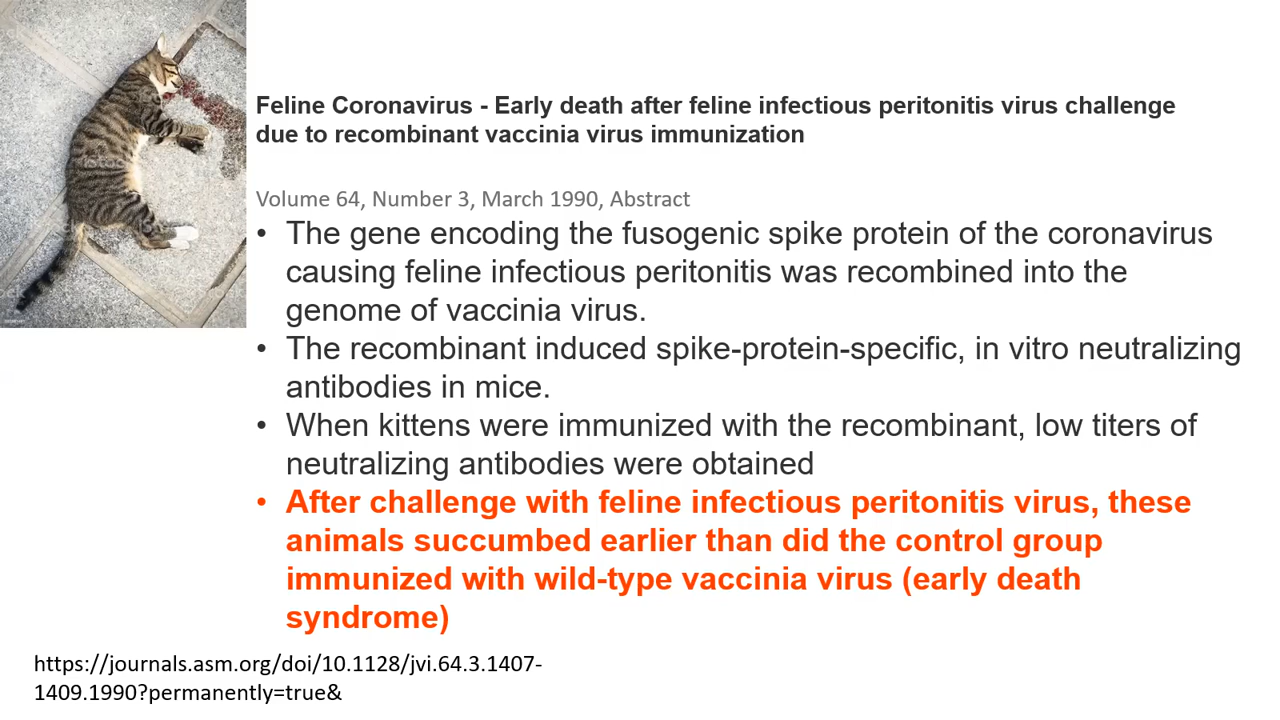 Feline Coronavirus - Early death after feline infectious peritonitis virus challenge
due to recombinant vaccinia virus immunization
Volume 64, Number 3, March 1990, Abstract
• The gene encoding the fusogenic spike protein of the coronavirus
causing feline infectious peritonitis was recombined into the
genome of vaccinia virus.
• The recombinant induced spike-protein-specific, in vitro neutralizing
antibodies in mice.
• When kittens were immunized with the recombinant, low titers of
neutralizing antibodies were obtained
• After challenge with feline infectious peritonitis virus, these
animals succumbed earlier than did the control group
immunized with wild-type vaccinia virus (early death
syndrome)
https://journals.asm.org/doi/10.1128/jvi.64.3.1407-
1409.1990?permanently=true&